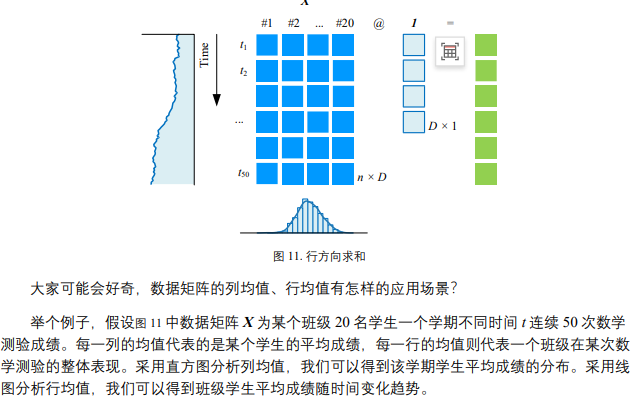 X
#1 #2 ... #20 @ 1 =
Time
t1
t2
...
t50
n × D
D × 1
图 11. 行方向求和
大家可能会好奇，数据矩阵的列均值、行均值有怎样的应用场景？
举个例子，假设图 11 中数据矩阵 X 为某个班级 20 名学生一个学期不同时间 t 连续 50 次数学
测验成绩。每一列的均值代表的是某个学生的平均成绩，每一行的均值则代表一个班级在某次数
学测验的整体表现。采用直方图分析列均值，我们可以得到该学期学生平均成绩的分布。采用线
图分析行均值，我们可以得到班级学生平均成绩随时间变化趋势。